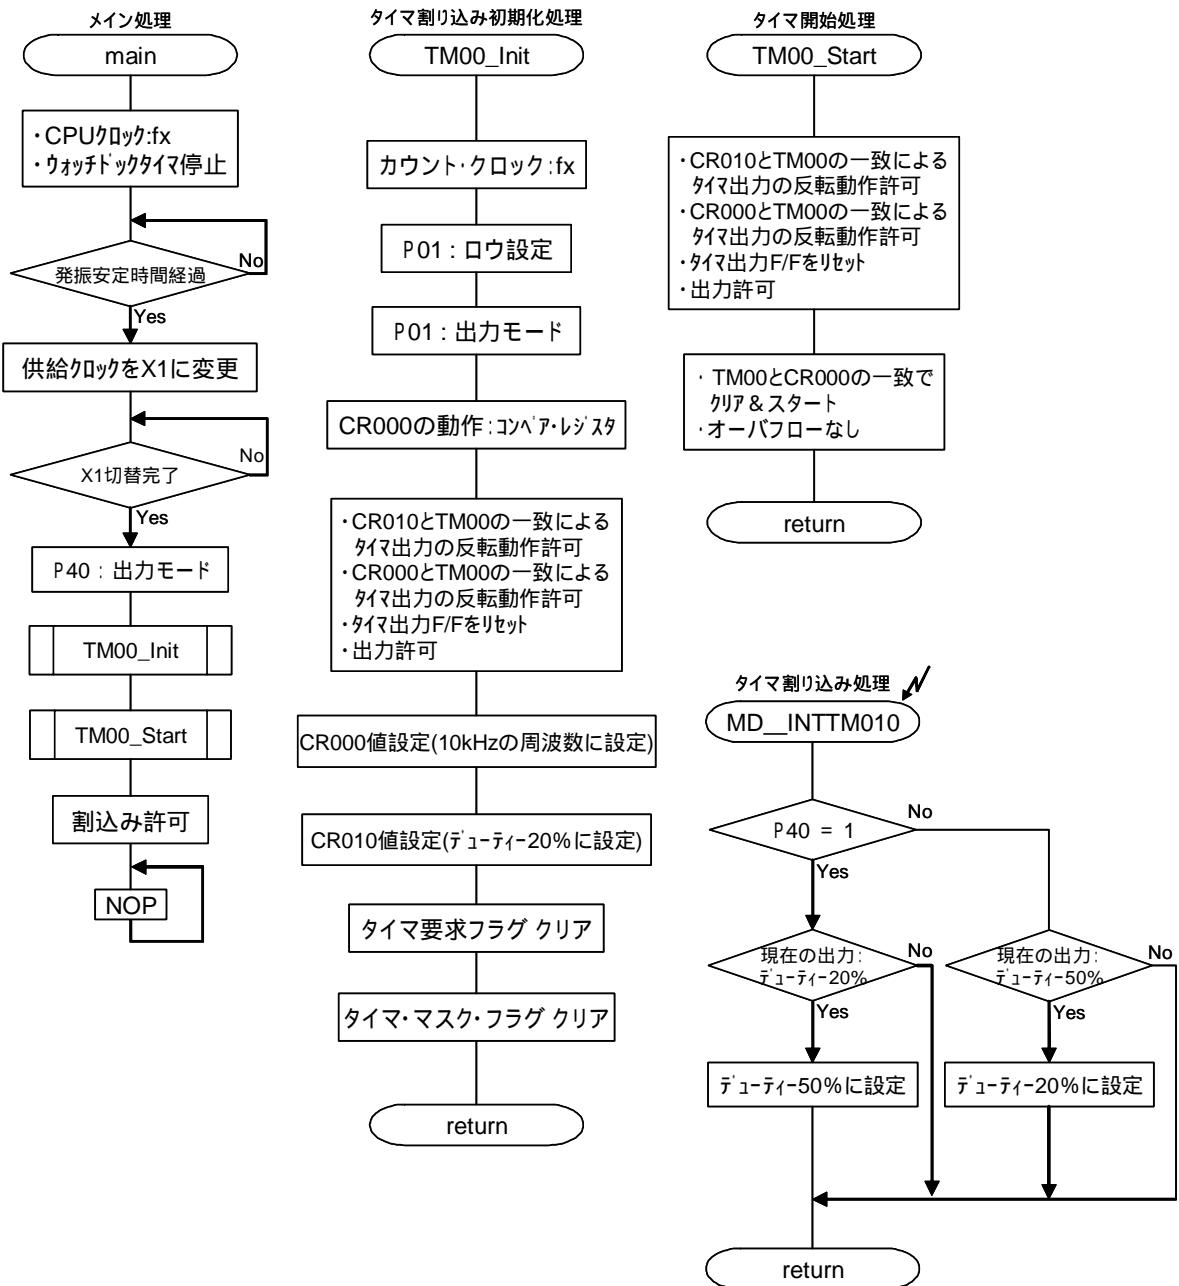 メイン処理
main
・CPUｸﾛｯｸ:fx
・ｳｫｯﾁﾄﾞｯｸﾀｲﾏ停止
発振安定時間経過
No
Yes
供給ｸﾛｯｸをX1に変更
X1切替完了
No
Yes
P40：出力モード
TM00_Init
TM00_Start
割込み許可
NOP
タイマ割り込み初期化処理
TM00_Init
カウント・クロック：fx
P01：ロウ設定
P01：出力モード
CR000の動作：ｺﾝﾍﾟｱ・ﾚｼﾞｽﾀ
・CR010とTM00の一致による
ﾀｲﾏ出力の反転動作許可
・CR000とTM00の一致による
ﾀｲﾏ出力の反転動作許可
・ﾀｲﾏ出力F/Fをﾘｾｯﾄ
・出力許可
CR000値設定(10kHzの周波数に設定)
CR010値設定(ﾃﾞｭｰﾃｨｰ20%に設定)
タイマ要求フラグ クリア
タイマ・マスク・フラグ クリア
return
タイマ開始処理
TM00_Start
・CR010とTM00の一致による
ﾀｲﾏ出力の反転動作許可
・CR000とTM00の一致による
ﾀｲﾏ出力の反転動作許可
・ﾀｲﾏ出力F/Fをﾘｾｯﾄ
・出力許可
・TM00とCR000の一致で
ｸﾘｱ＆スタート
・オーバフローなし
return
タイマ割り込み処理
MD__INTTM010
P40 = 1
No
Yes
現在の出力：
ﾃﾞｭｰﾃｨｰ20%
No
Yes
現在の出力：
ﾃﾞｭｰﾃｨｰ50%
No
Yes
ﾃﾞｭｰﾃｨｰ50%に設定
ﾃﾞｭｰﾃｨｰ20%に設定
return